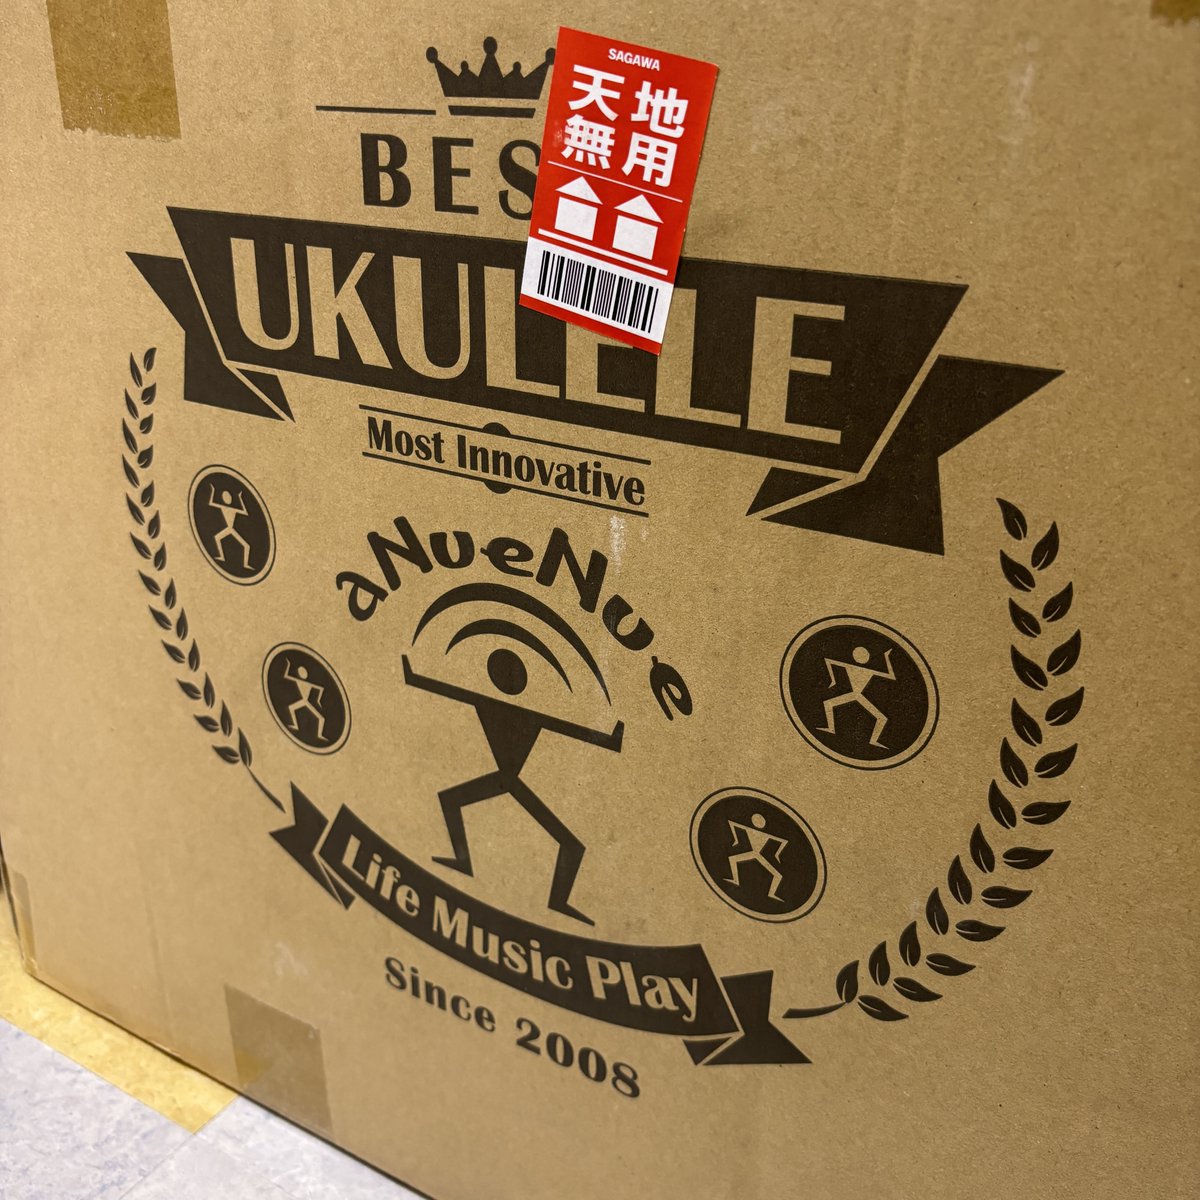 BES
SAGAWA
天地
無用
UKULELE
Most Innovative
aNueNue
Life Music Play
Since 2008